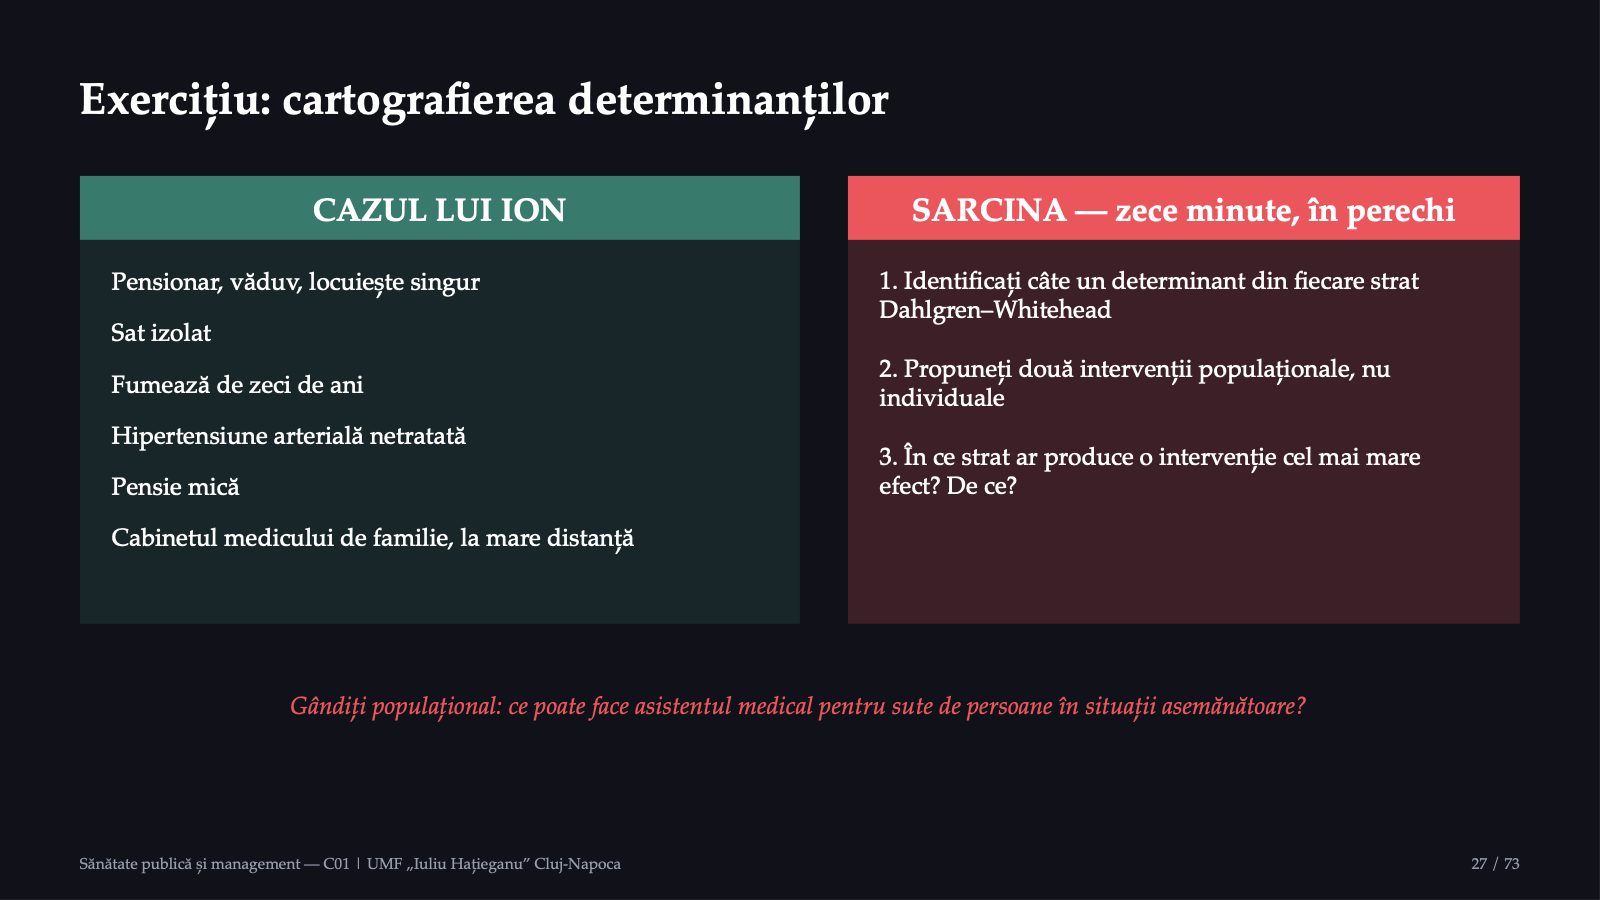 Exercițiu: cartografierea determinanților
CAZUL LUI ION
Pensionar, văduv, locuiește singur
Sat izolat
Fumează de zeci de ani
Hipertensiune arterială netratată
Pensie mică
Cabinetul medicului de familie, la mare distanță
SARCINA — zece minute, în perechi
1. Identificați câte un determinant din fiecare strat
Dahlgren–Whitehead
2. Propuneți două intervenții populaționale, nu
individuale
3. În ce strat ar produce o intervenție cel mai mare
efect? De ce?
Gândiți populațional: ce poate face asistentul medical pentru sute de persoane în situații asemănătoare?
Sănătate publică și management — C01 | UMF „Iuliu Hațieganu” Cluj-Napoca
27 / 73